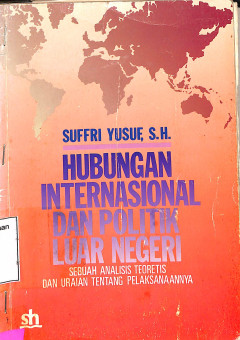 SUFFRI YUSUF, S.H.
HUBUNGAN
INTERNASIONAL
DAN POLITIK
LUAR NEGERI
SEBUAH ANALISIS TEORETIS
DAN URAIAN TENTANG PELAKSANAANNYA
sh